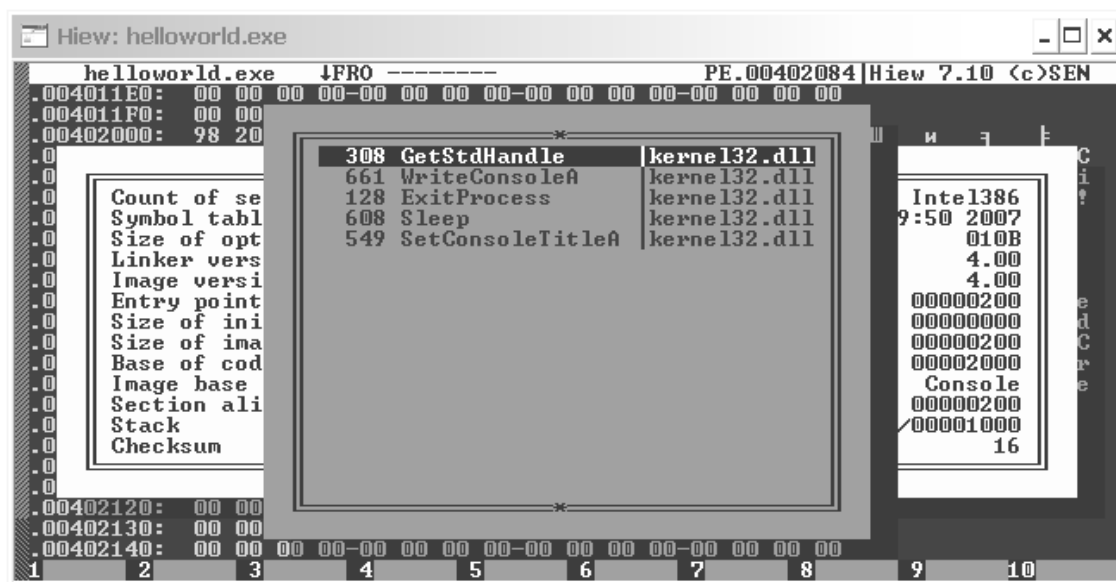 Hiew: helloworld.exe
helloworld.exe ↓FRO -------- PE.00402084|Hiew 7.10 (c)SEN
.004011E0: 00 00 00 00-00 00 00 00-00 00 00 00-00 00 00 00
.004011F0: 00 00
.00402000: 98 20
308 GetStdHandle |kernel32.dll
661 WriteConsoleA |kernel32.dll
Count of se 128 ExitProcess |kernel32.dll Intel386
Symbol tabl 608 Sleep |kernel32.dll 9:50 2007
Size of opt 549 SetConsoleTitleA |kernel32.dll 010B
Linker vers 4.00
Image versi 4.00
Entry point 00000200
Size of ini 00000000
Size of ima 00000200
Base of cod 00002000
Image base Console
Section ali 00000200
Stack /00001000
Checksum 16
.00402120: 00 00
.00402130: 00 00
.00402140: 00 00 00 00-00 00 00 00-00 00 00 00-00 00 00 00
1 2 3 4 5 6 7 8 9 10